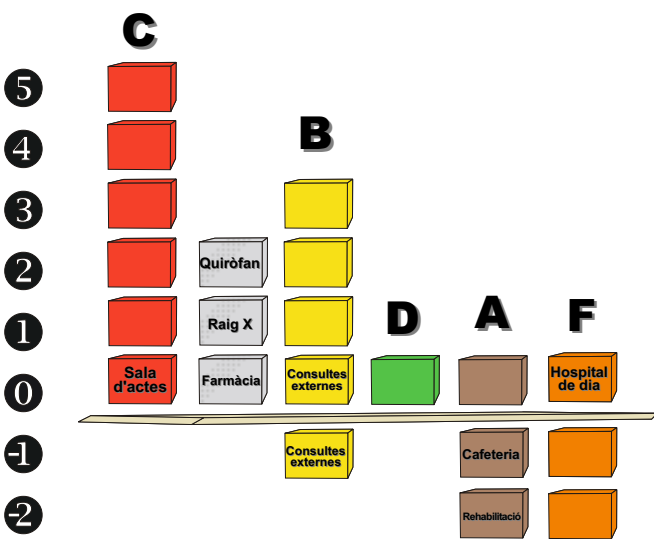 C
5
4
B
3
2
Quiròfan
D
A
F
1
Raig X
0
Sala
d'actes
Farmàcia
Consultes
externes
Hospital
de dia
-1
Consultes
externes
Cafeteria
-2
Rehabilitació